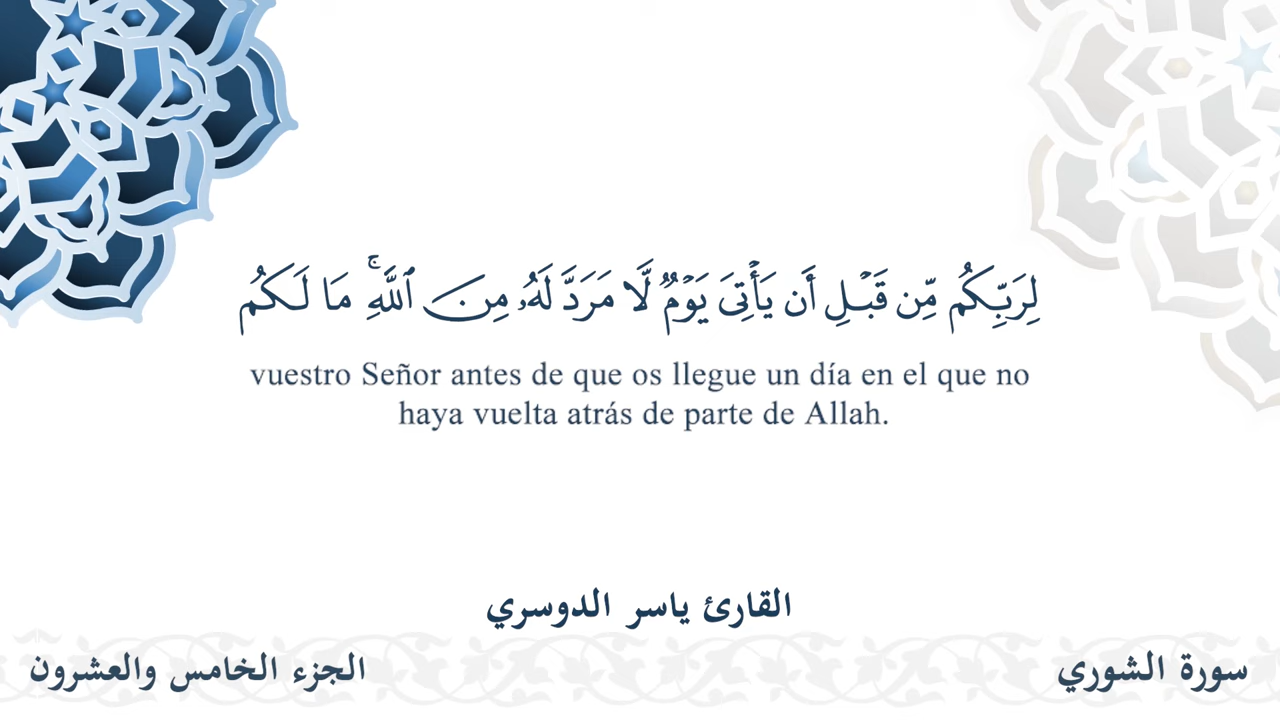 لِرَبِّكُم مِّن قَبْلِ أَن يَأْتِىَ يَوْمٌ لَّا مَرَدَّ لَهُۥ مِنَ ٱللَّهِ ۚ مَا لَكُم
vuestro Señor antes de que os llegue un día en el que no
haya vuelta atrás de parte de Allah.
القارئ ياسر الدوسري
سورة الشوري
الجزء الخامس والعشرون